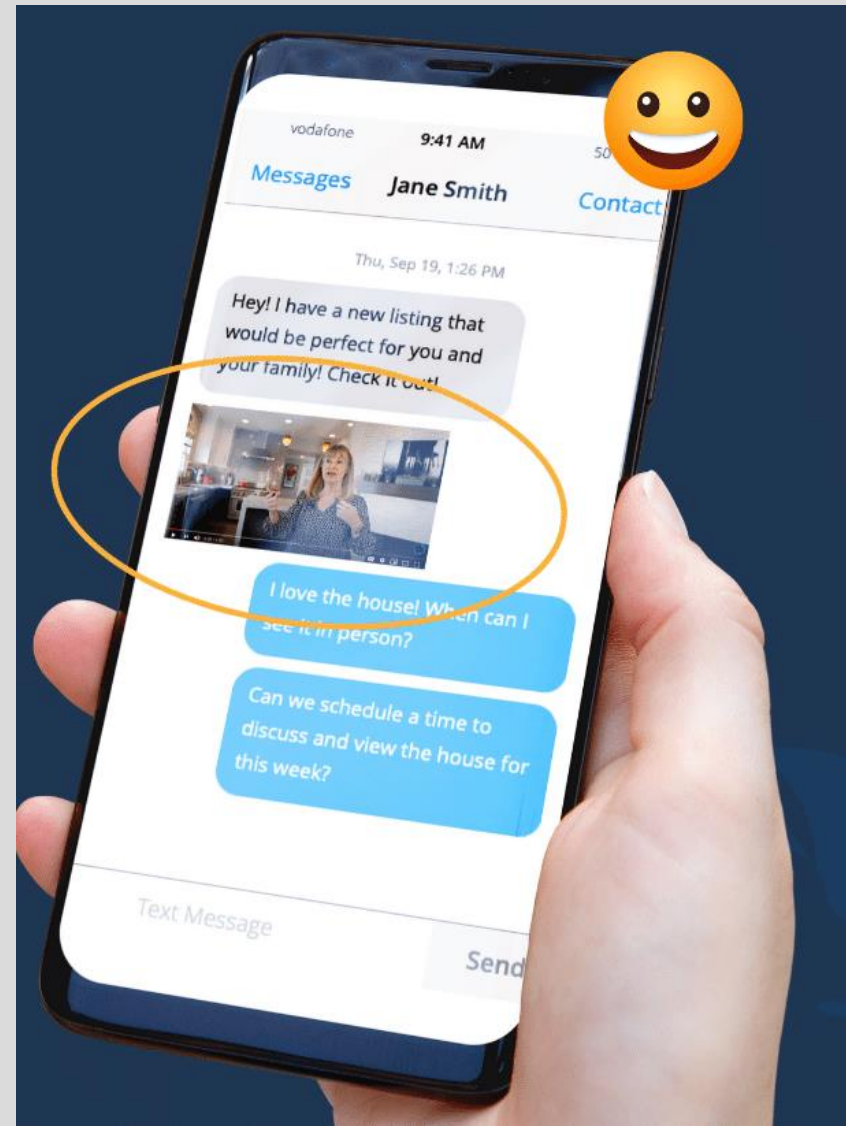 vodafone 9:41 AM 50
Messages Jane Smith Contact
Thu, Sep 19, 1:26 PM
Hey! I have a new listing that
would be perfect for you and
your family! Check it out!
I love the house! When can I
see it in person?
Can we schedule a time to
discuss and view the house for
this week?
Text Message
Send